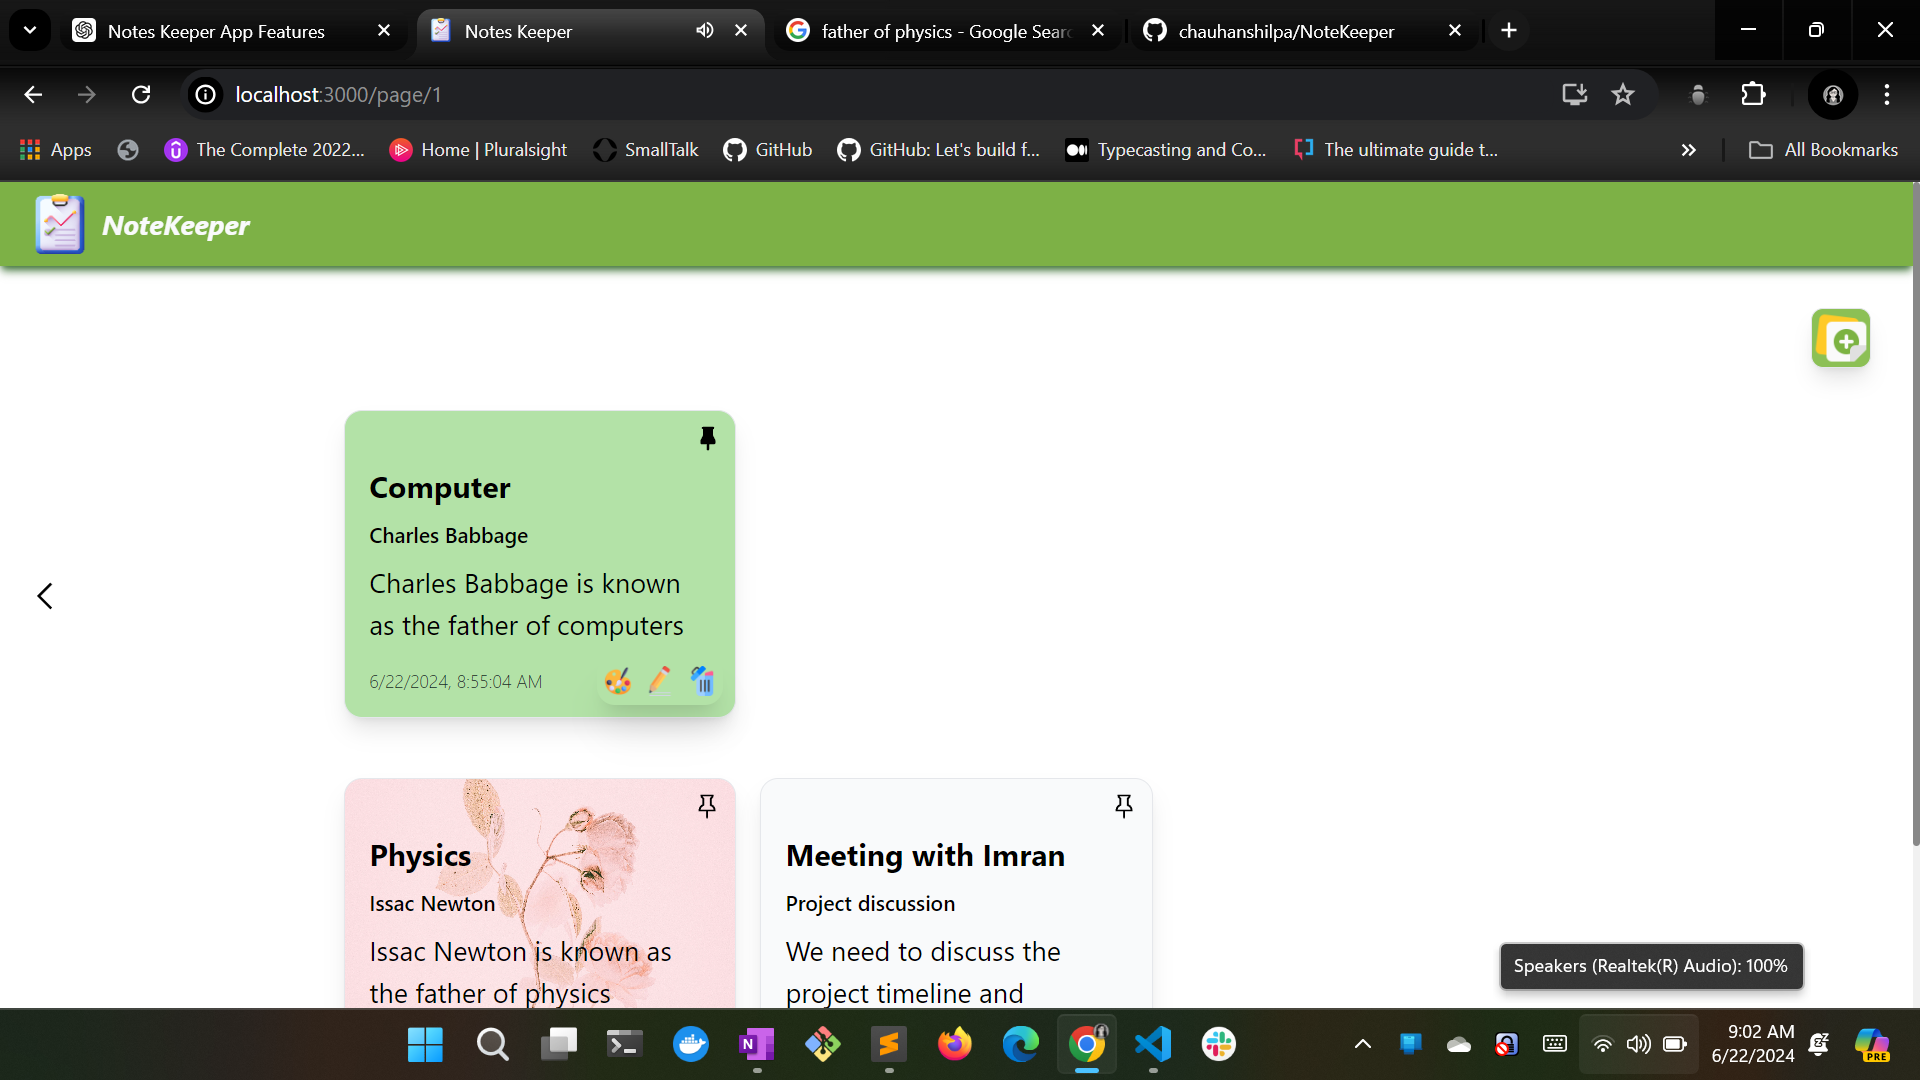 Notes Keeper App Features
Notes Keeper
father of physics - Google Sear
chauhanshilpa/NoteKeeper
localhost:3000/page/1
Apps
The Complete 2022...
Home | Pluralsight
SmallTalk
GitHub
GitHub: Let's build f...
Typecasting and Co...
The ultimate guide t...
All Bookmarks
NoteKeeper
Computer
Charles Babbage
Charles Babbage is known
as the father of computers
6/22/2024, 8:55:04 AM
Physics
Issac Newton
Issac Newton is known as
the father of physics
Meeting with Imran
Project discussion
We need to discuss the
project timeline and
Speakers (Realtek(R) Audio): 100%
9:02 AM
6/22/2024
PRE